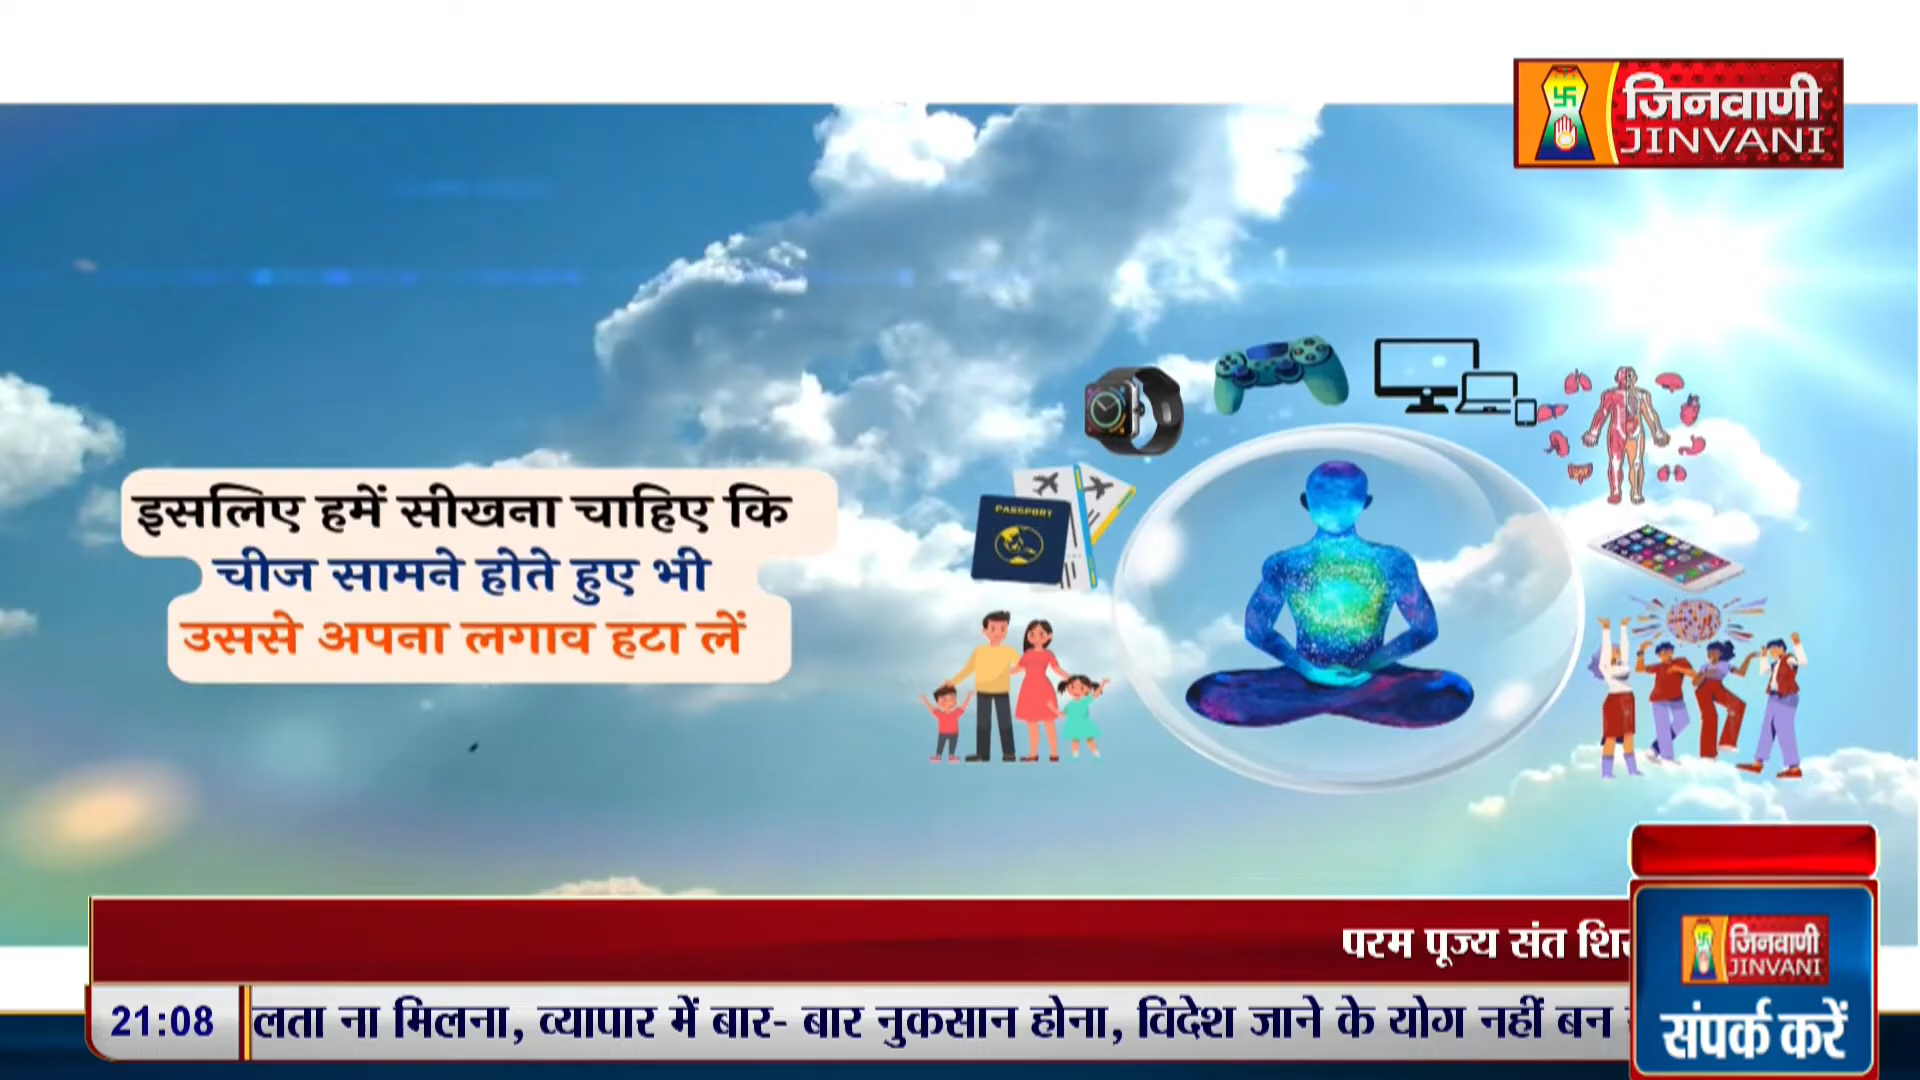 जिनवाणी
JINVANI
PASSPORT
इसलिए हमें सीखना चाहिए कि
चीज सामने होते हुए भी
उससे अपना लगाव हटा लें
परम पूज्य संत
जिनवाणी
JINVANI
संपर्क करें
21:08
लता ना मिलना, व्यापार में बार- बार नुकसान होना, विदेश जाने के योग नहीं बन